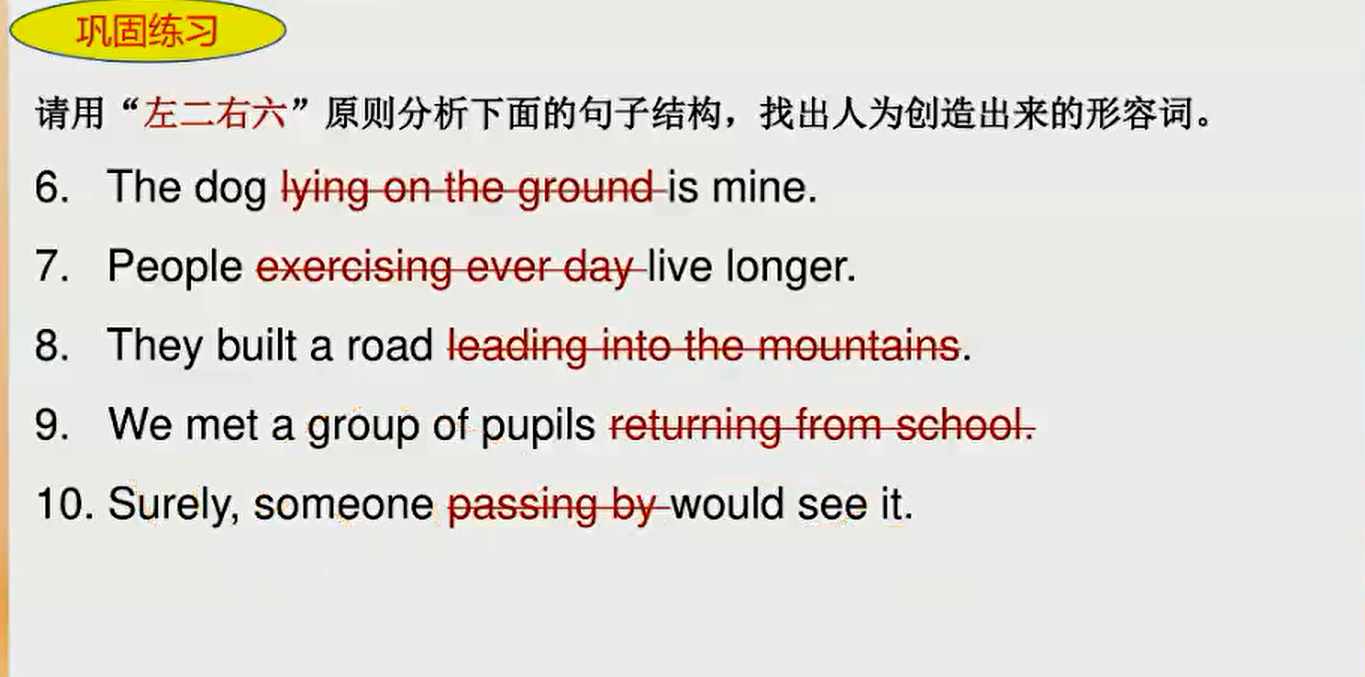 巩固练习
请用“左二右六”原则分析下面的句子结构，找出人为创造出来的形容词。
6. The dog lying on the ground is mine.
7. People exercising ever day live longer.
8. They built a road leading into the mountains.
9. We met a group of pupils returning from school.
10. Surely, someone passing by would see it.